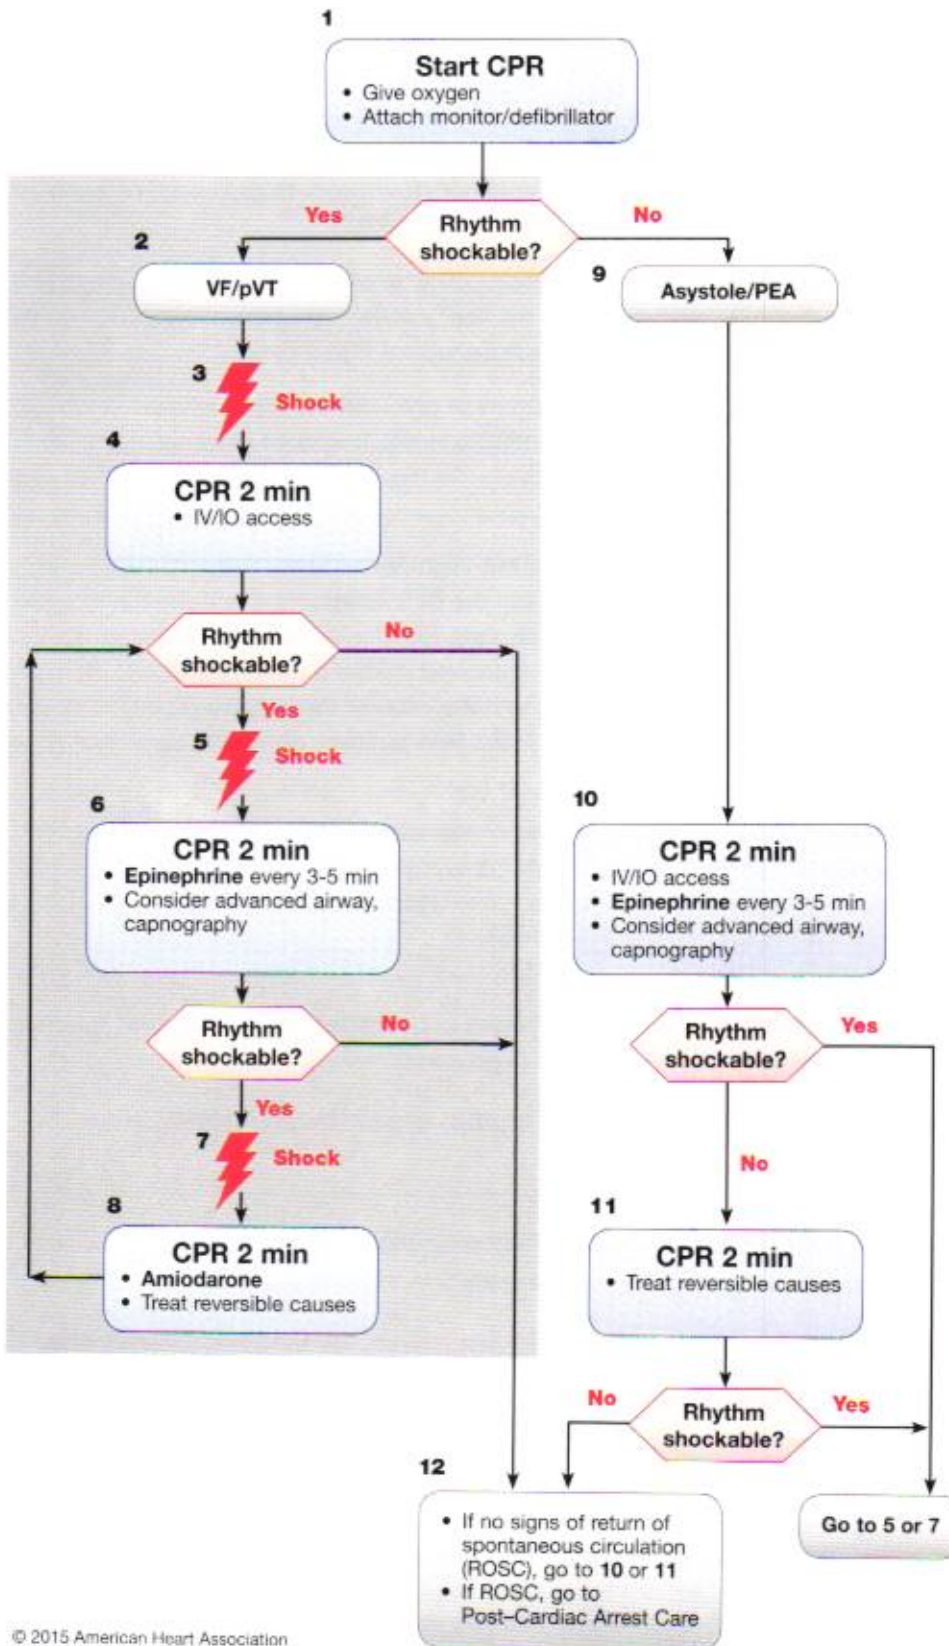 1
Start CPR
• Give oxygen
• Attach monitor/defibrillator
Yes
Rhythm
shockable?
No
2
VF/pVT
9
Asystole/PEA
3
Shock
4
CPR 2 min
• IV/IO access
Rhythm
shockable?
No
Yes
5
Shock
6
CPR 2 min
• Epinephrine every 3-5 min
• Consider advanced airway,
capnography
10
CPR 2 min
• IV/IO access
• Epinephrine every 3-5 min
• Consider advanced airway,
capnography
Rhythm
shockable?
No
Yes
Rhythm
shockable?
Yes
No
7
Shock
8
CPR 2 min
• Amiodarone
• Treat reversible causes
11
CPR 2 min
• Treat reversible causes
No
Rhythm
shockable?
Yes
12
• If no signs of return of
spontaneous circulation
(ROSC), go to 10 or 11
• If ROSC, go to
Post–Cardiac Arrest Care
Go to 5 or 7
© 2015 American Heart Association